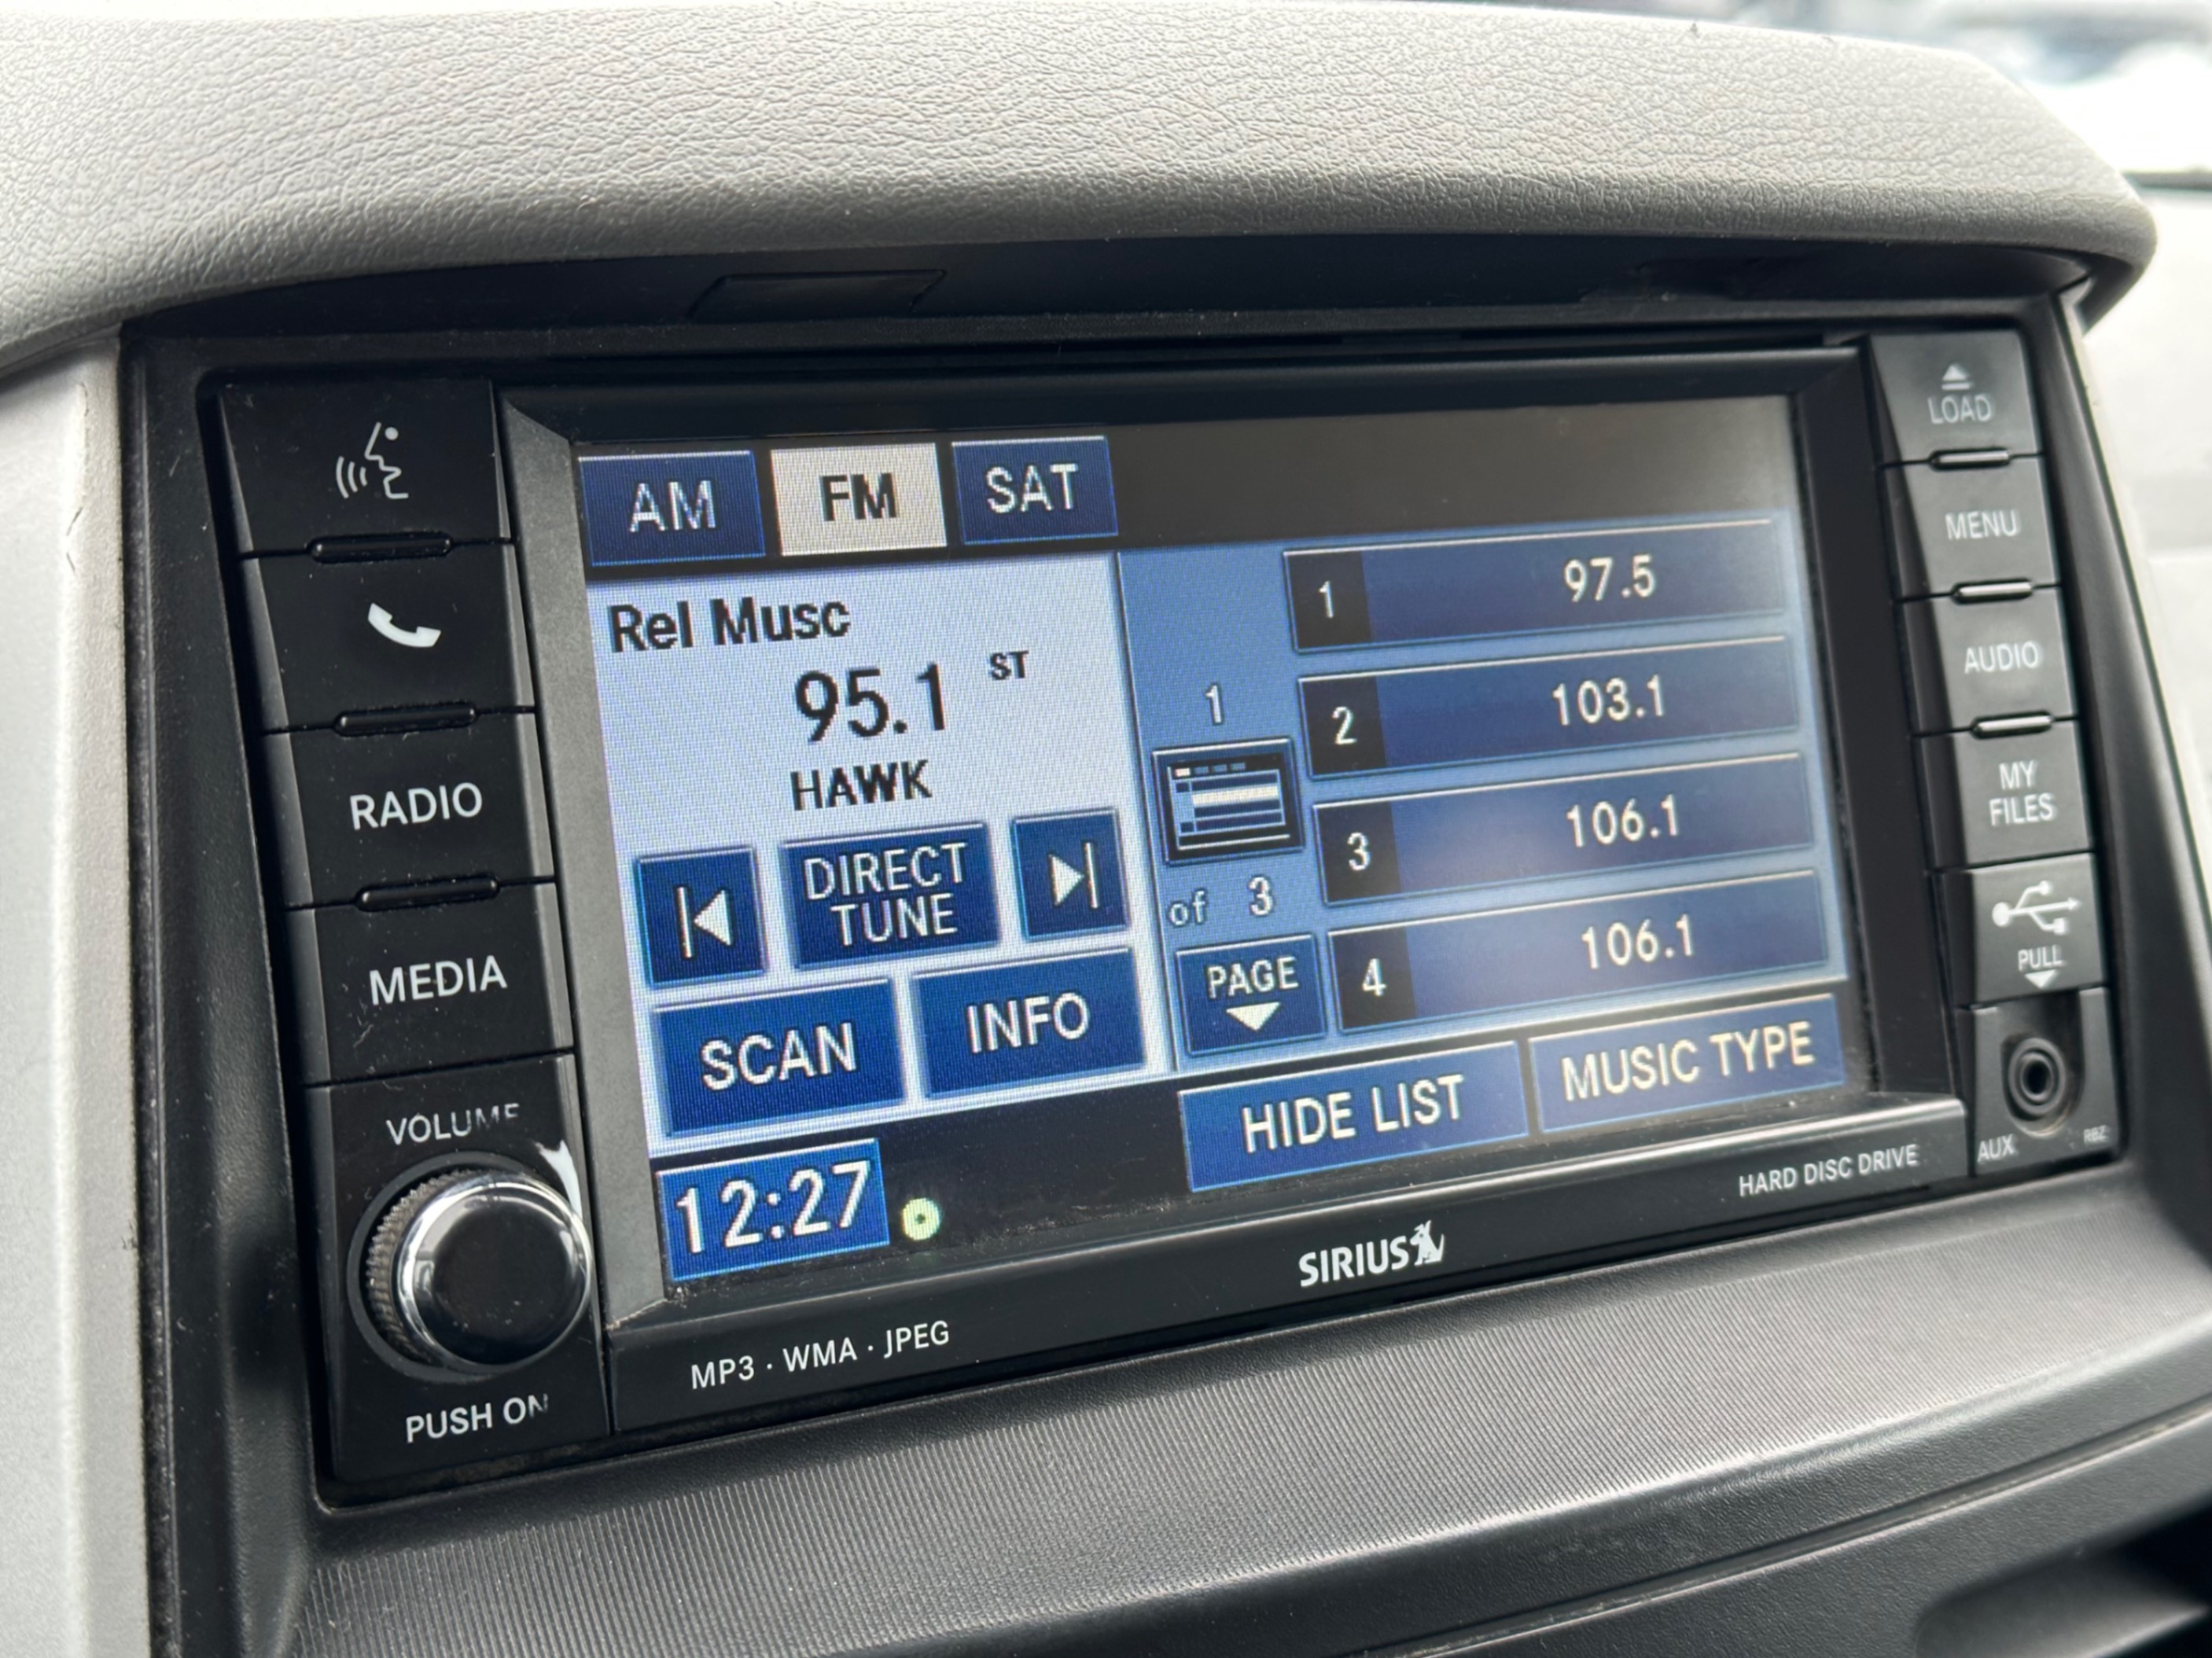 AM FM SAT
Rel Musc
95.1 ST
HAWK
DIRECT
TUNE
SCAN INFO
12:27
1
of 3
PAGE
1 97.5
2 103.1
3 106.1
4 106.1
HIDE LIST MUSIC TYPE
RADIO
MEDIA
VOLUME
PUSH ON
LOAD
MENU
AUDIO
MY
FILES
PULL
AUX
RBZ
HARD DISC DRIVE
SIRIUS
MP3 · WMA · JPEG